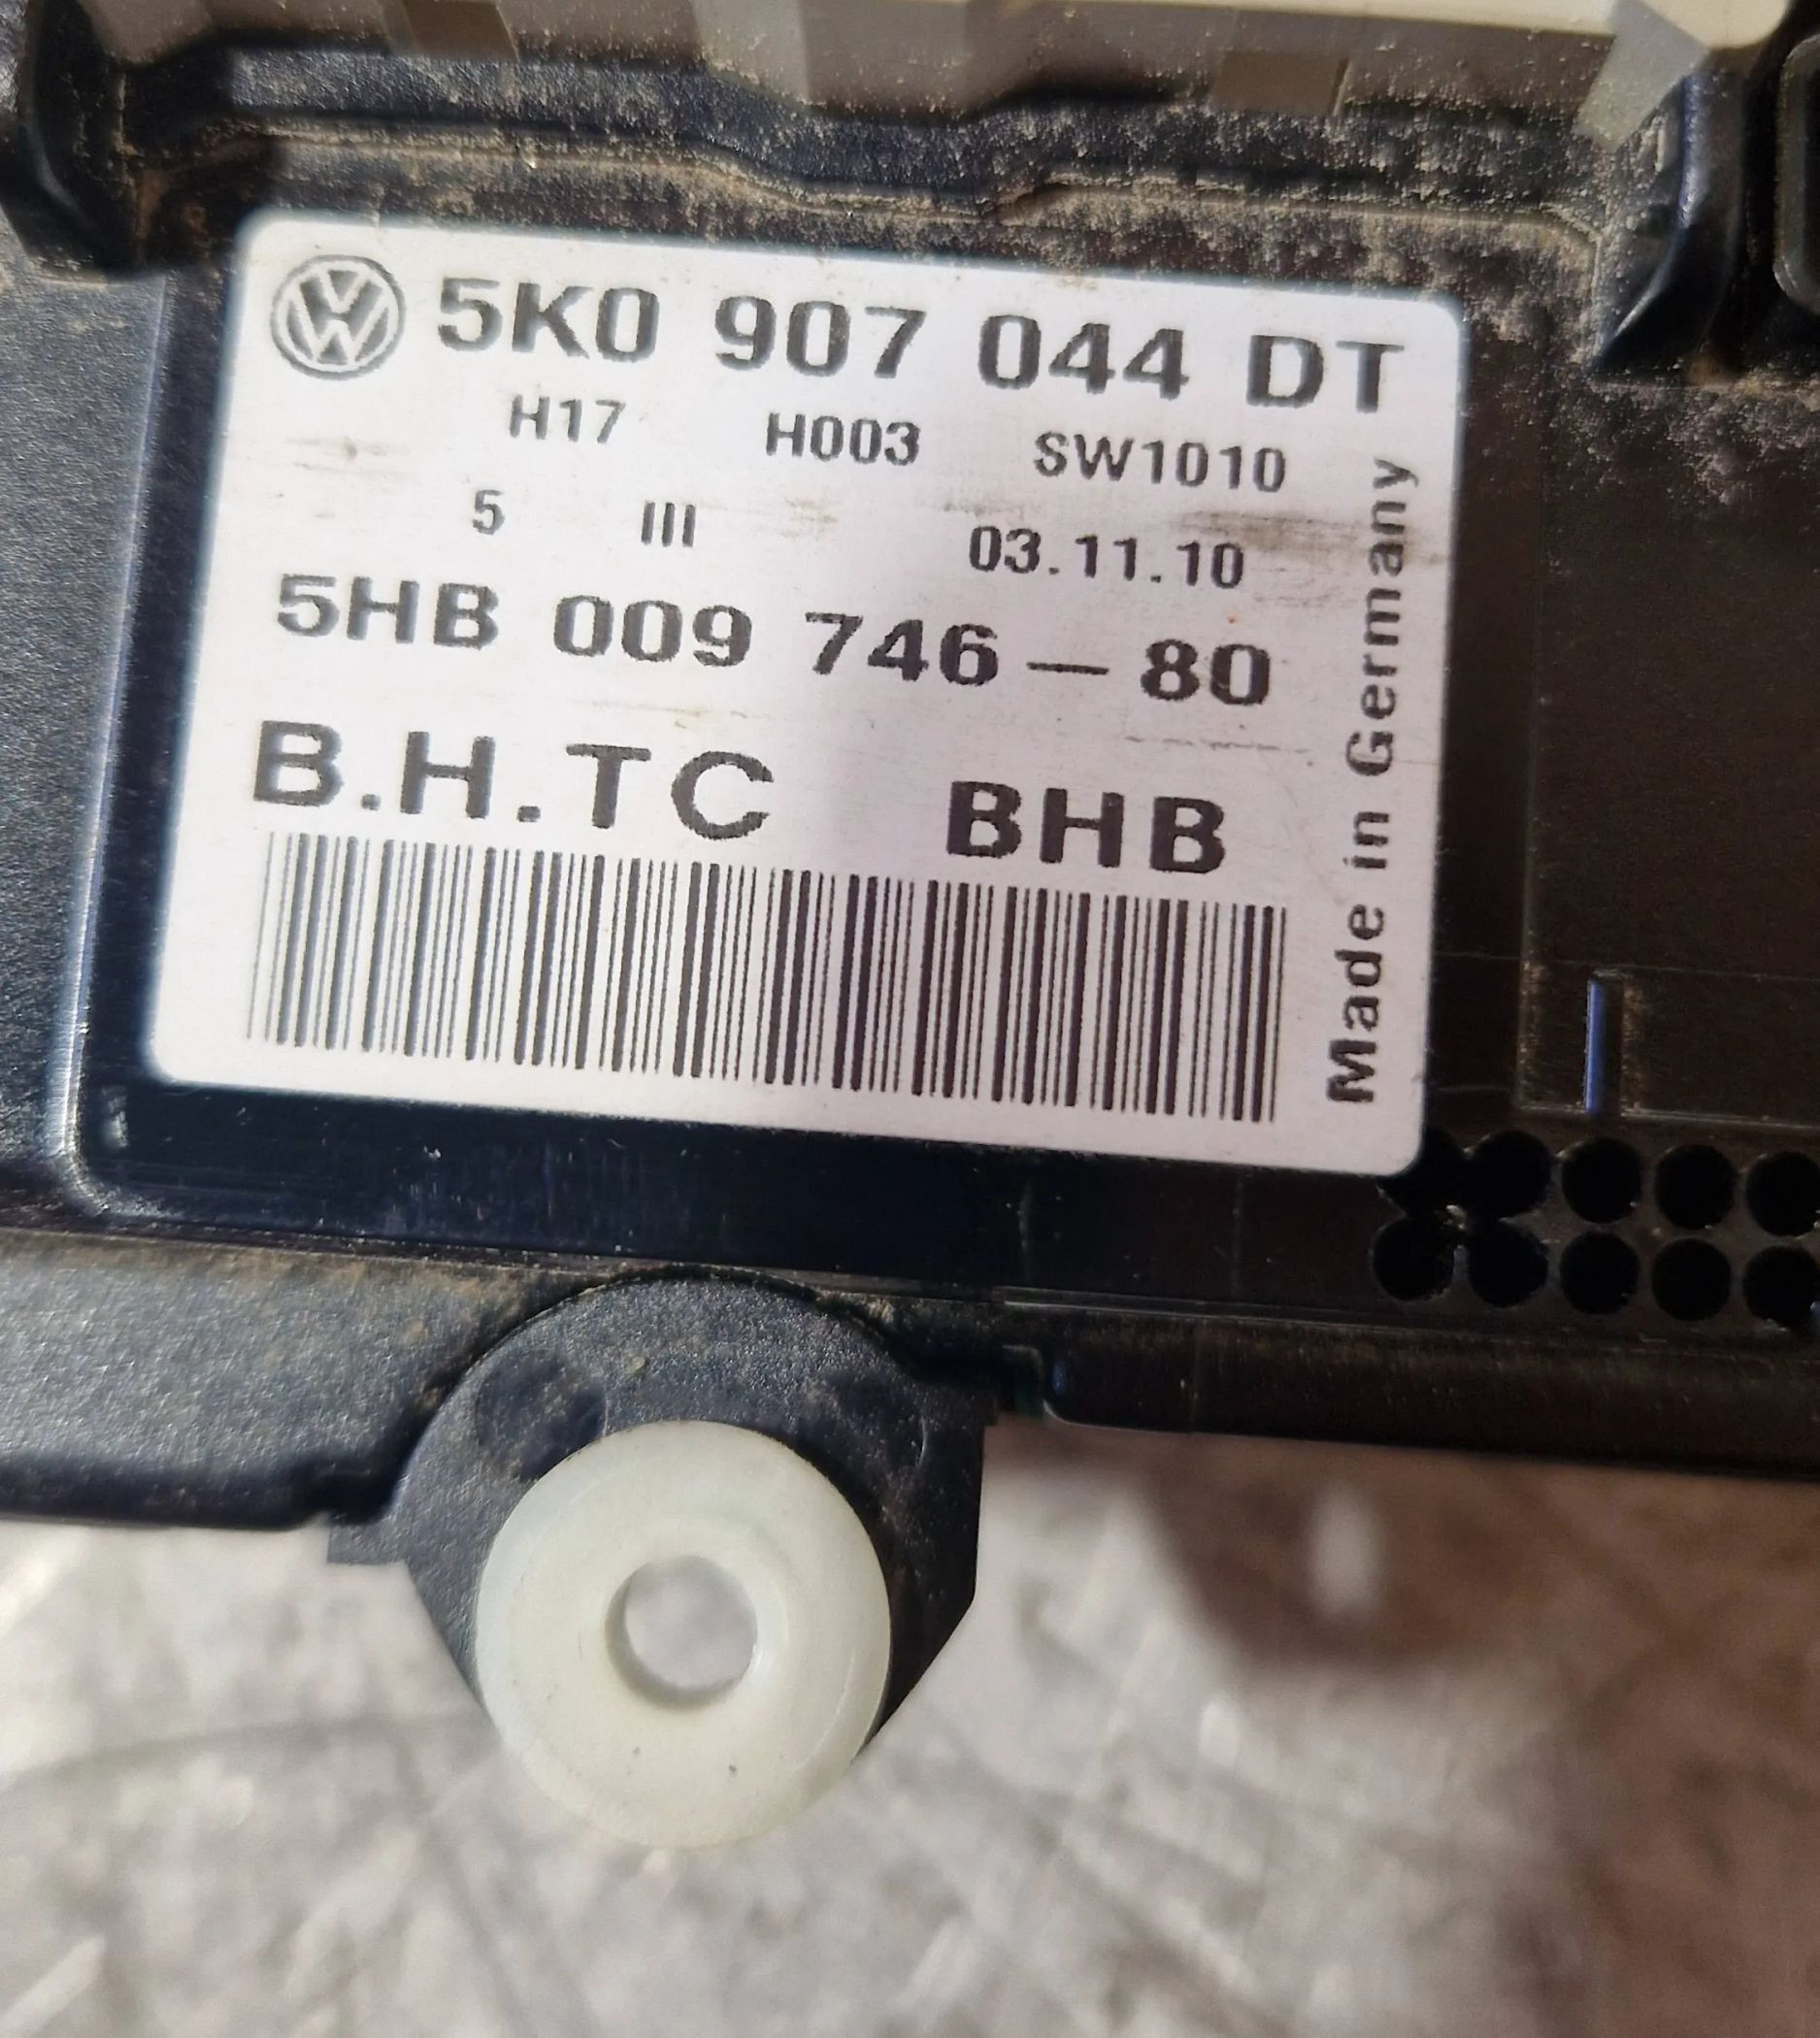 5K0 907 044 DT
H17 H003 SW1010
5 III 03.11.10
5HB 009 746-80
B.H.TC BHB
Made in Germany